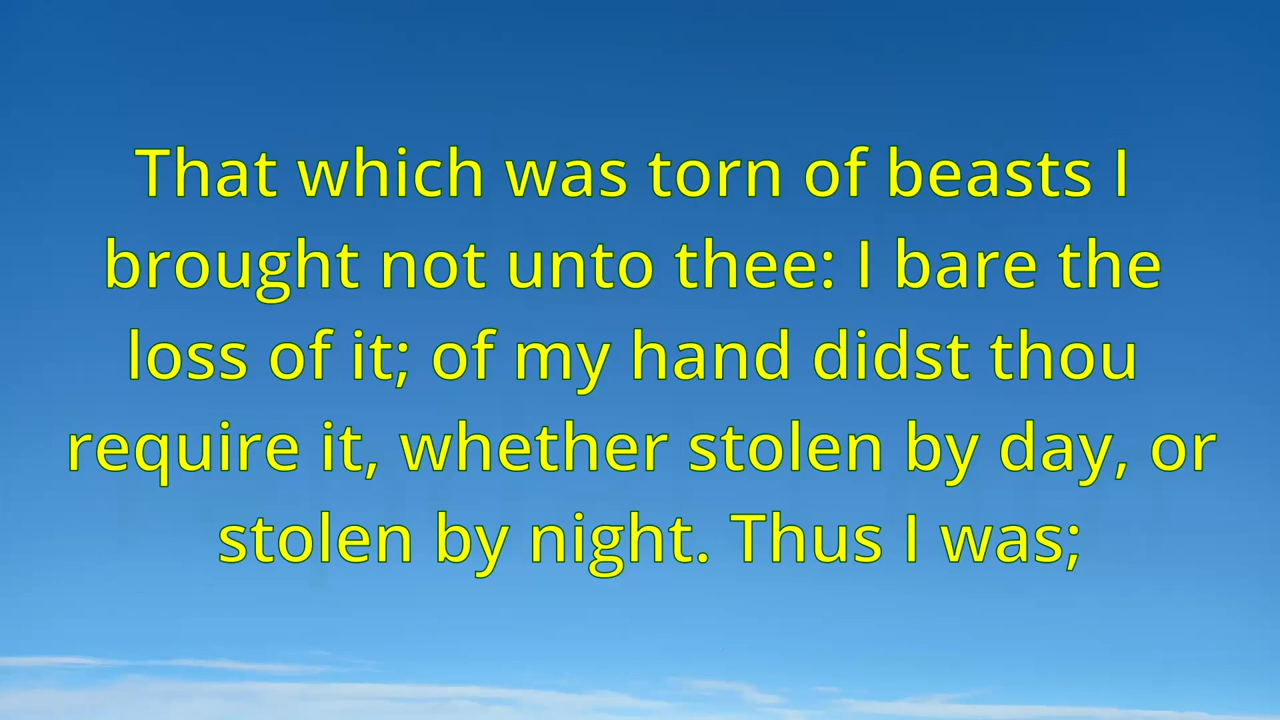 That which was torn of beasts I
brought not unto thee: I bare the
loss of it; of my hand didst thou
require it, whether stolen by day, or
stolen by night. Thus I was;